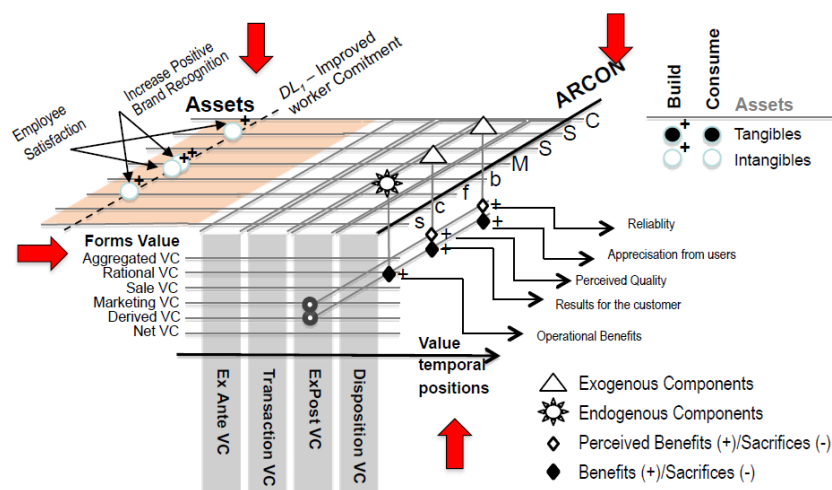 Increase Positive
Brand Recognition
Employee
Satisfaction
Assets
DL₁ – Improved
worker Comitment
ARCON
C
S
S
M
b
f
c
s
Build
Consume
Assets
+
Tangibles
+
Intangibles
+
+
+
+
Forms Value
Aggregated VC
Rational VC
Sale VC
Marketing VC
Derived VC
Net VC
+
+
+
+
+
Reliablity
Apprecisation from users
Perceived Quality
Results for the customer
Operational Benefits
Value
temporal
positions
Ex Ante VC
Transaction VC
ExPost VC
Disposition VC
Exogenous Components
Endogenous Components
Perceived Benefits (+)/Sacrifices (-)
Benefits (+)/Sacrifices (-)